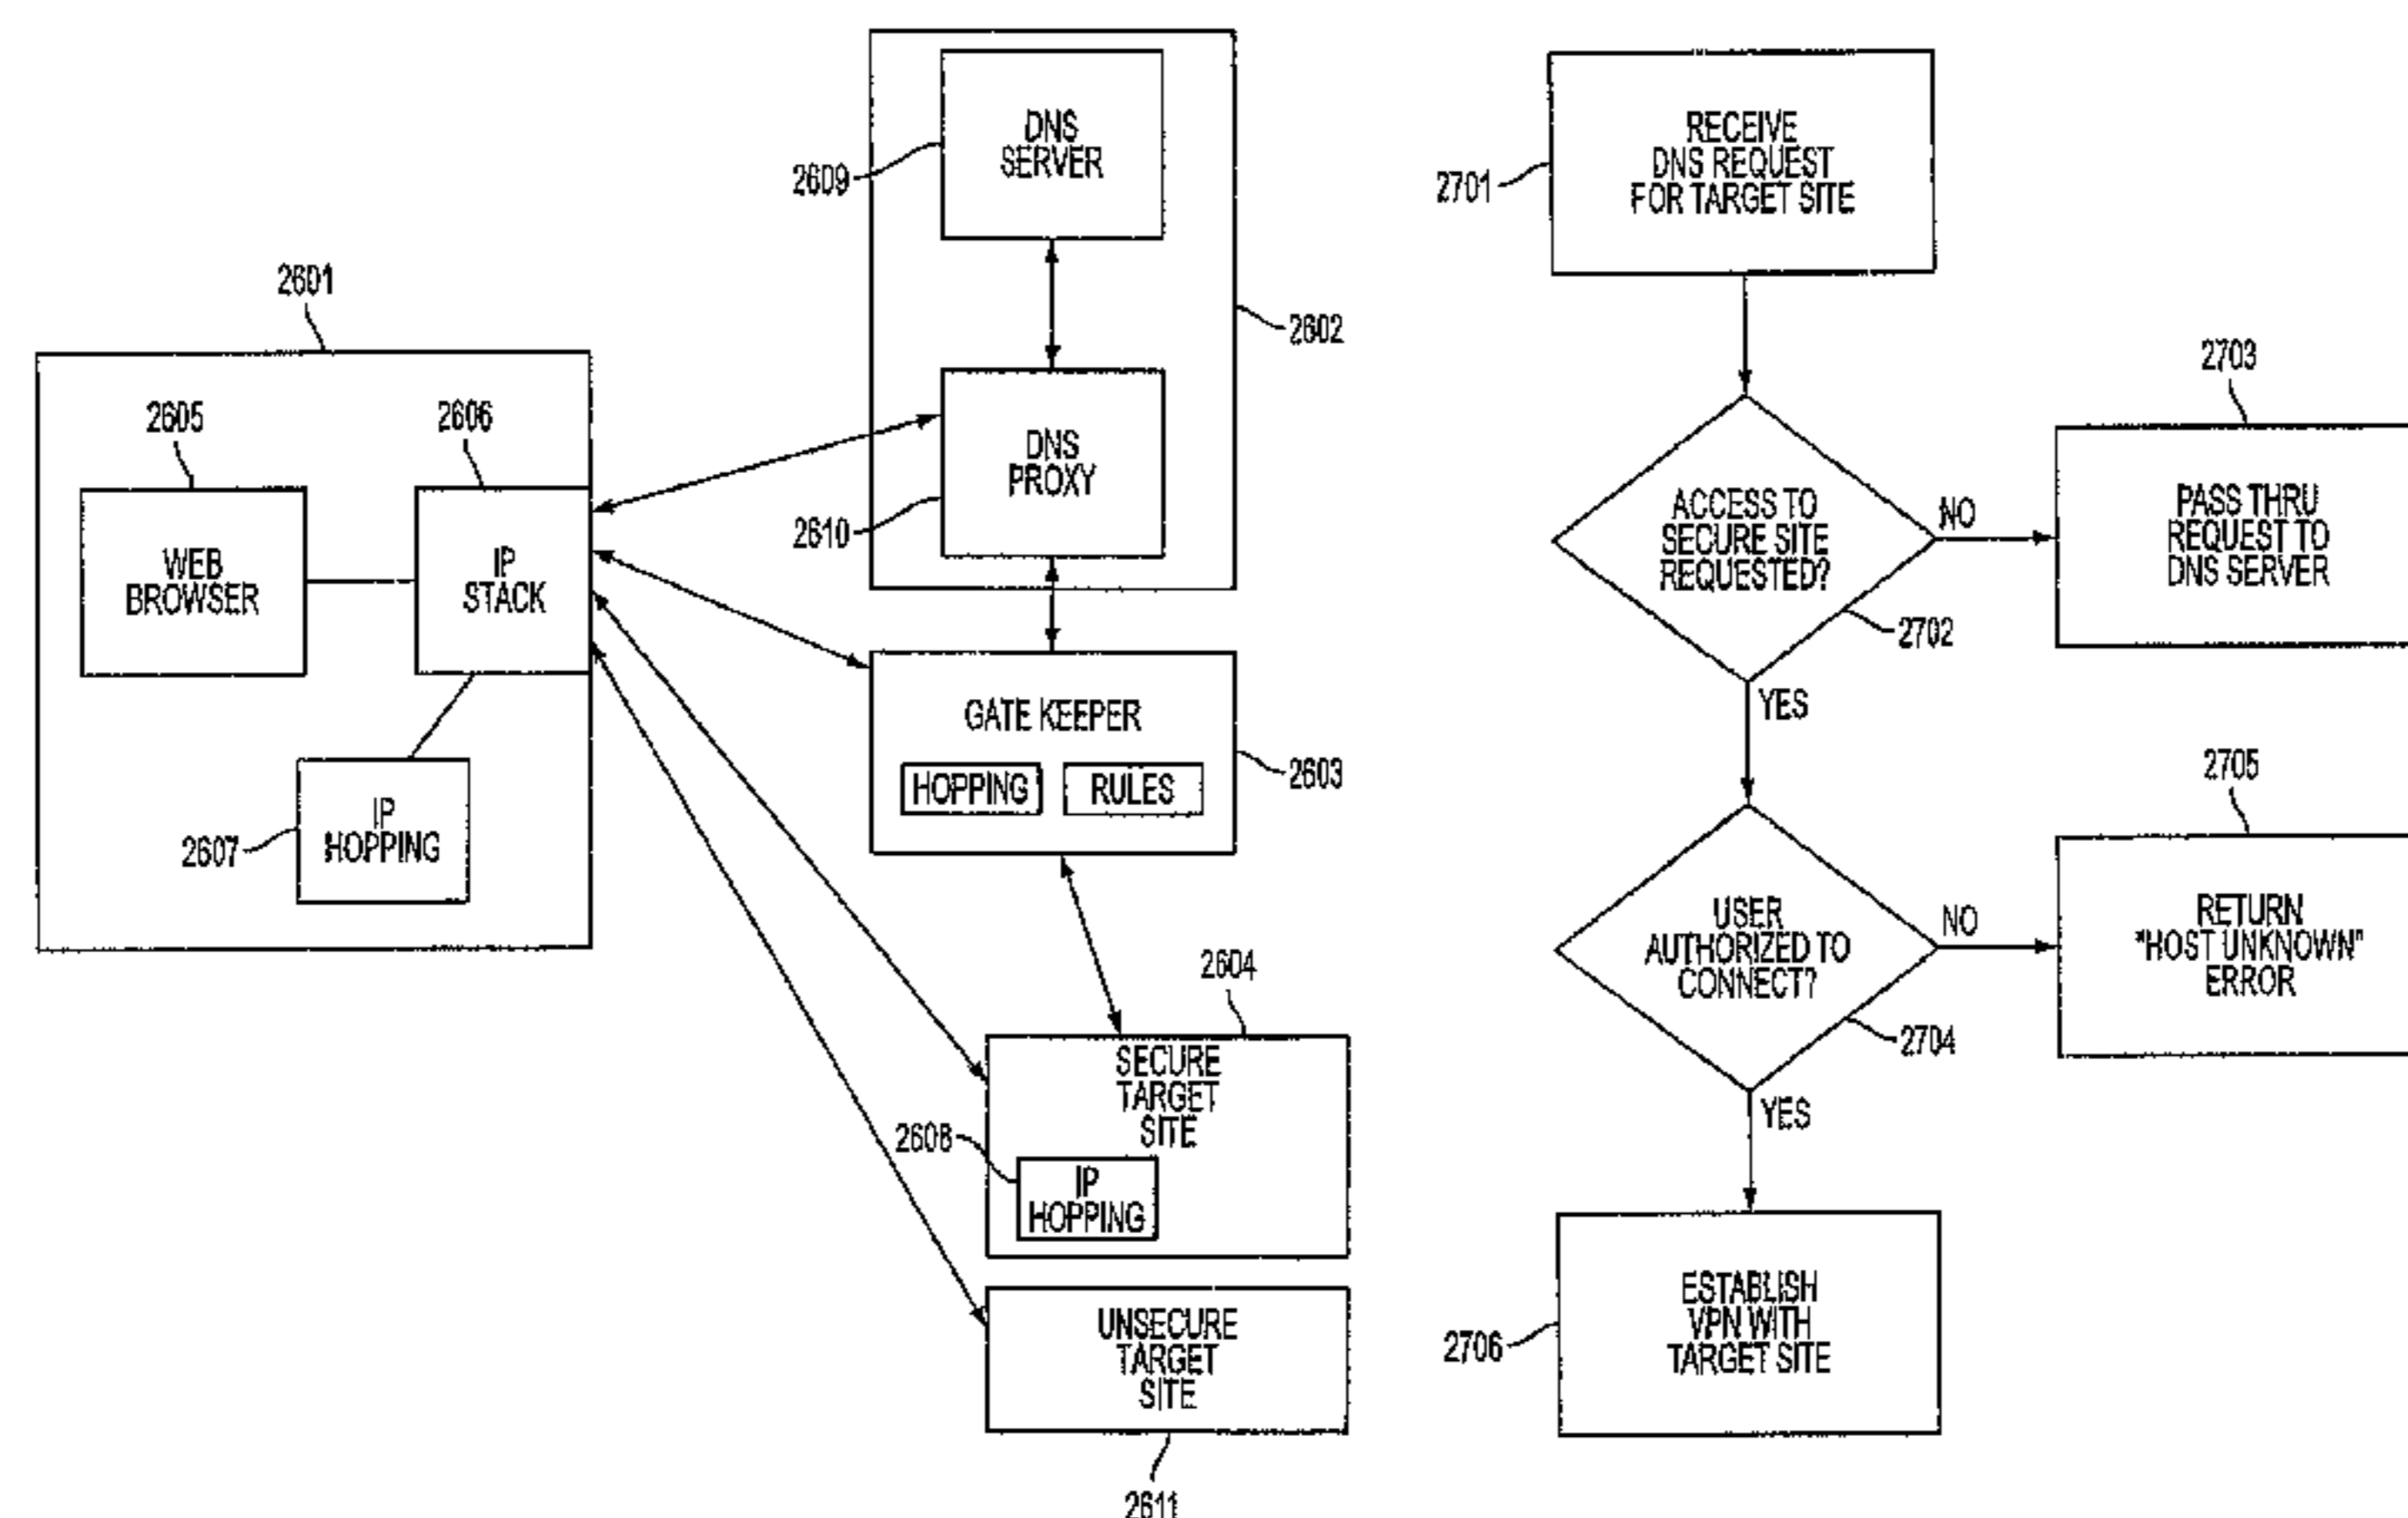 2601
2605
2606
WEB
BROWSER
IP
STACK
2607
IP
HOPPING
2609
DNS
SERVER
2602
DNS
PROXY
2610
GATE KEEPER
HOPPING
RULES
2603
2604
SECURE
TARGET
SITE
2608
IP
HOPPING
UNSECURE
TARGET
SITE
2611
2701
RECEIVE
DNS REQUEST
FOR TARGET SITE
2703
ACCESS TO
SECURE SITE
REQUESTED?
NO
PASS THRU
REQUEST TO
DNS SERVER
2702
YES
2705
USER
AUTHORIZED TO
CONNECT?
NO
RETURN
"HOST UNKNOWN"
ERROR
2704
YES
2706
ESTABLISH
VPN WITH
TARGET SITE